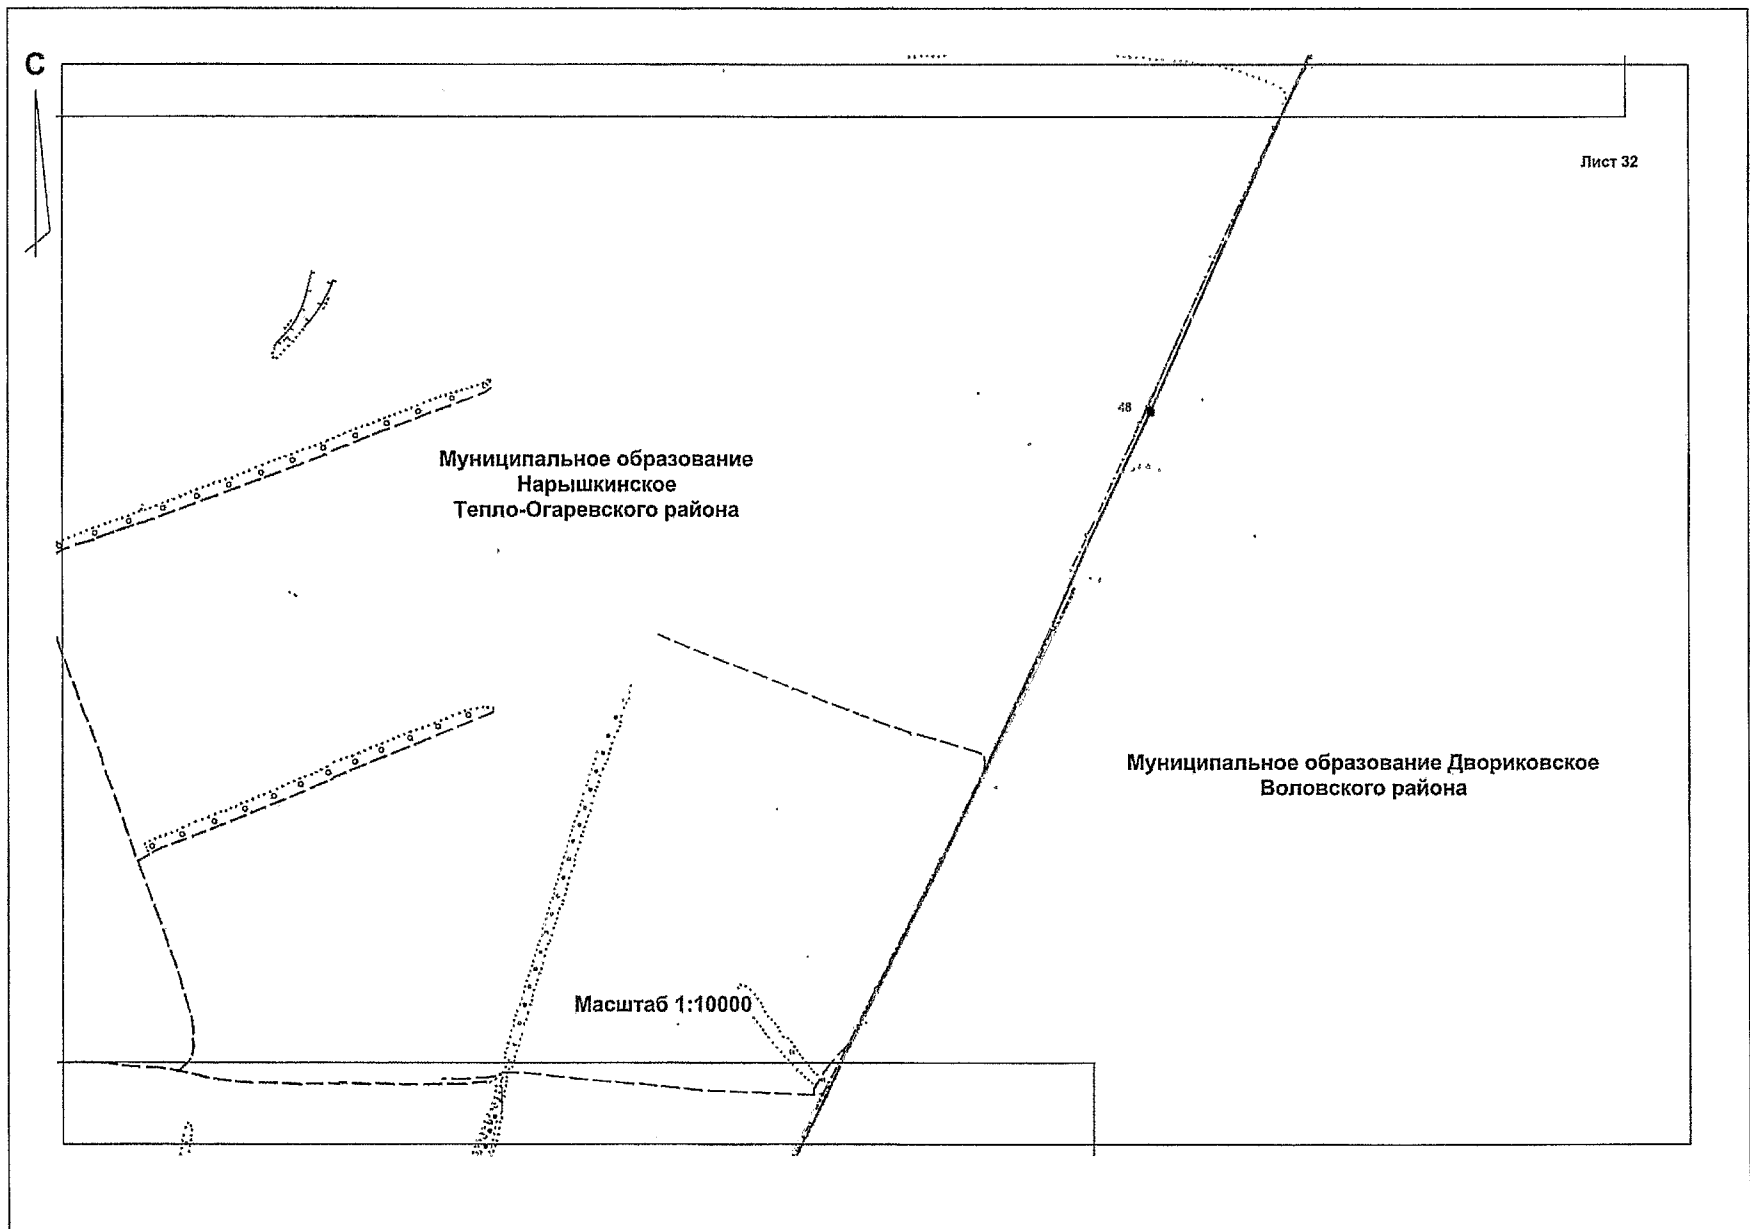 С
Лист 32
48
Муниципальное образование
Нарышкинское
Тепло-Огаревского района
Муниципальное образование Двориковское
Воловского района
Масштаб 1:10000